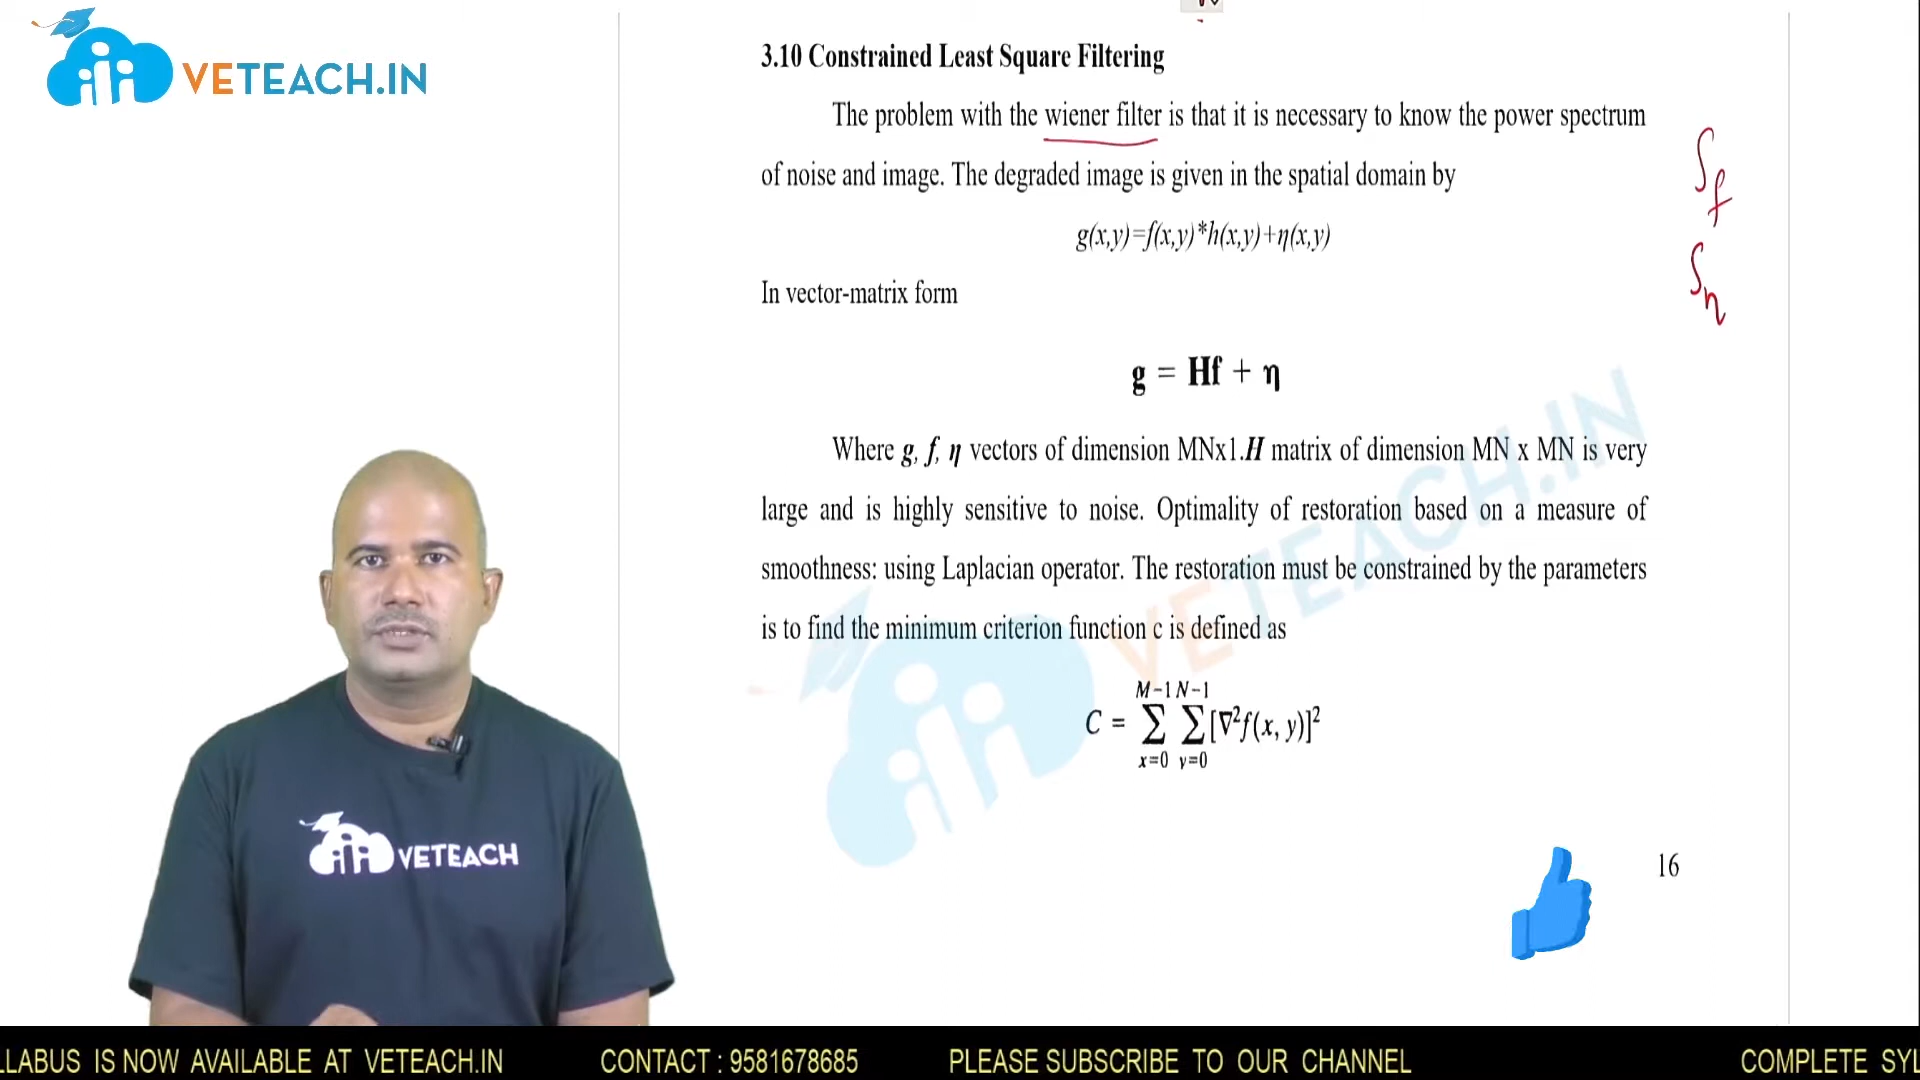 VETEACH.IN
3.10 Constrained Least Square Filtering
The problem with the wiener filter is that it is necessary to know the power spectrum
of noise and image. The degraded image is given in the spatial domain by
g(x,y)=f(x,y)*h(x,y)+η(x,y)
In vector-matrix form
g = Hf + η
Where g, f, η vectors of dimension MNx1.H matrix of dimension MN x MN is very
large and is highly sensitive to noise. Optimality of restoration based on a measure of
smoothness: using Laplacian operator. The restoration must be constrained by the parameters
is to find the minimum criterion function c is defined as
M-1 N-1
C = ∑ ∑ [∇²f(x, y)]²
x=0 y=0
16
S_f
S_η
VETEACH.IN
VETEACH
LLABUS IS NOW AVAILABLE AT VETEACH.IN CONTACT : 9581678685 PLEASE SUBSCRIBE TO OUR CHANNEL COMPLETE SYL